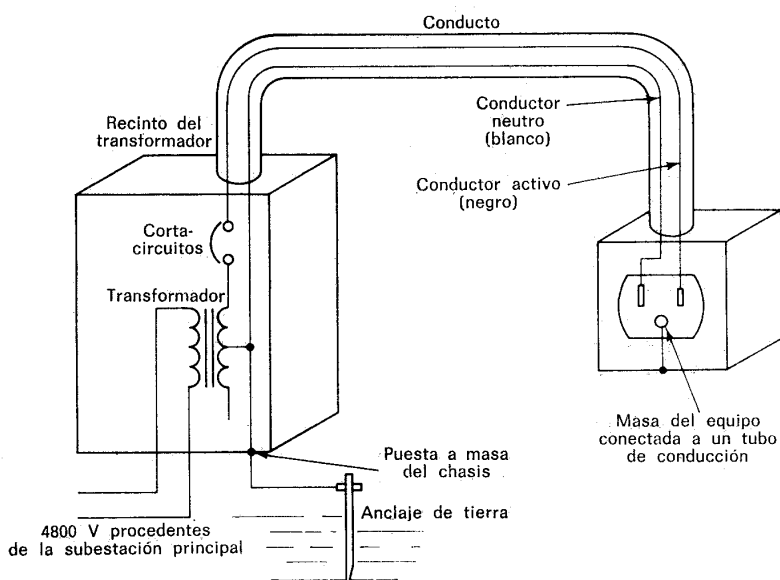 Conducto
Conductor
neutro
(blanco)
Recinto del
transformador
Conductor activo
(negro)
Corta-
circuitos
Transformador
Masa del equipo
conectada a un tubo
de conducción
Puesta a masa
del chasis
Anclaje de tierra
4800 V procedentes
de la subestación principal